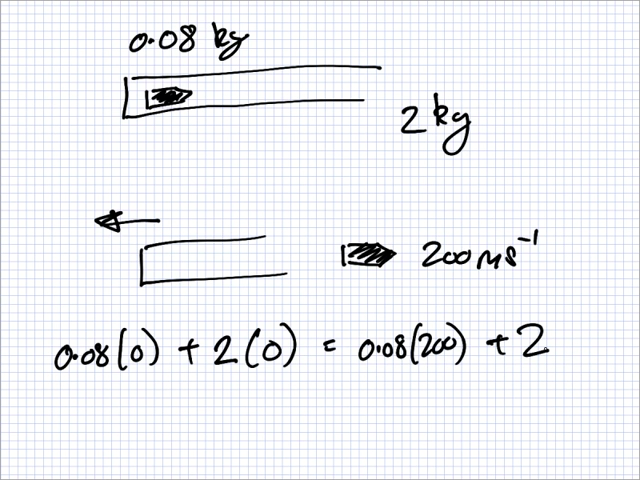 0.08 kg
2 kg
200 ms⁻¹
0.08(0) + 2(0) = 0.08(200) + 2